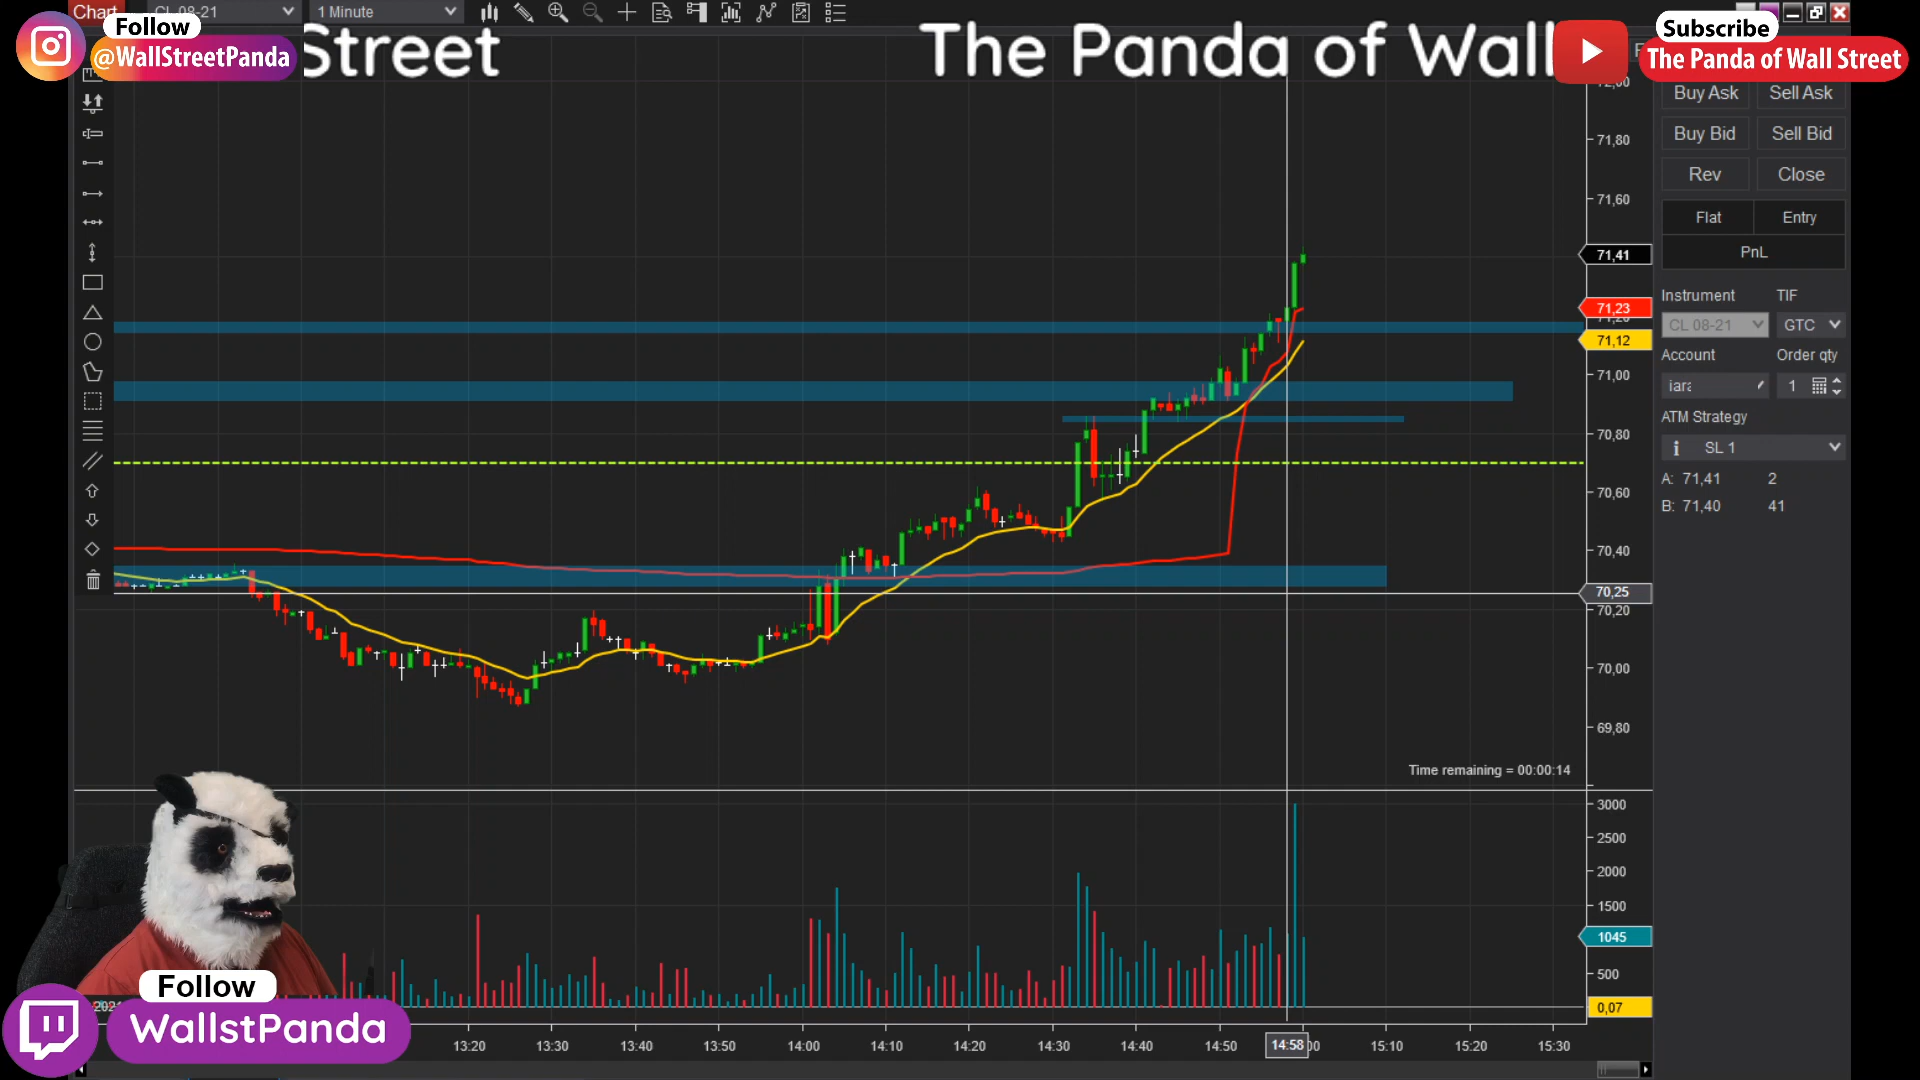 Chart
CL 08-21
1 Minute
Follow
@WallStreetPanda
Street
The Panda of Wall
Subscribe
The Panda of Wall Street
Buy Ask
Sell Ask
Buy Bid
Sell Bid
Rev
Close
Flat
Entry
PnL
Instrument
TIF
CL 08-21
GTC
Account
Order qty
1
ATM Strategy
SL 1
A: 71,41
2
B: 71,40
41
71,80
71,60
71,41
71,23
71,12
71,00
70,80
70,60
70,40
70,25
70,20
70,00
69,80
Time remaining = 00:00:14
3000
2500
2000
1500
1045
500
0,07
13:20
13:30
13:40
13:50
14:00
14:10
14:20
14:30
14:40
14:50
14:58
15:10
15:20
15:30
Follow
WallstPanda